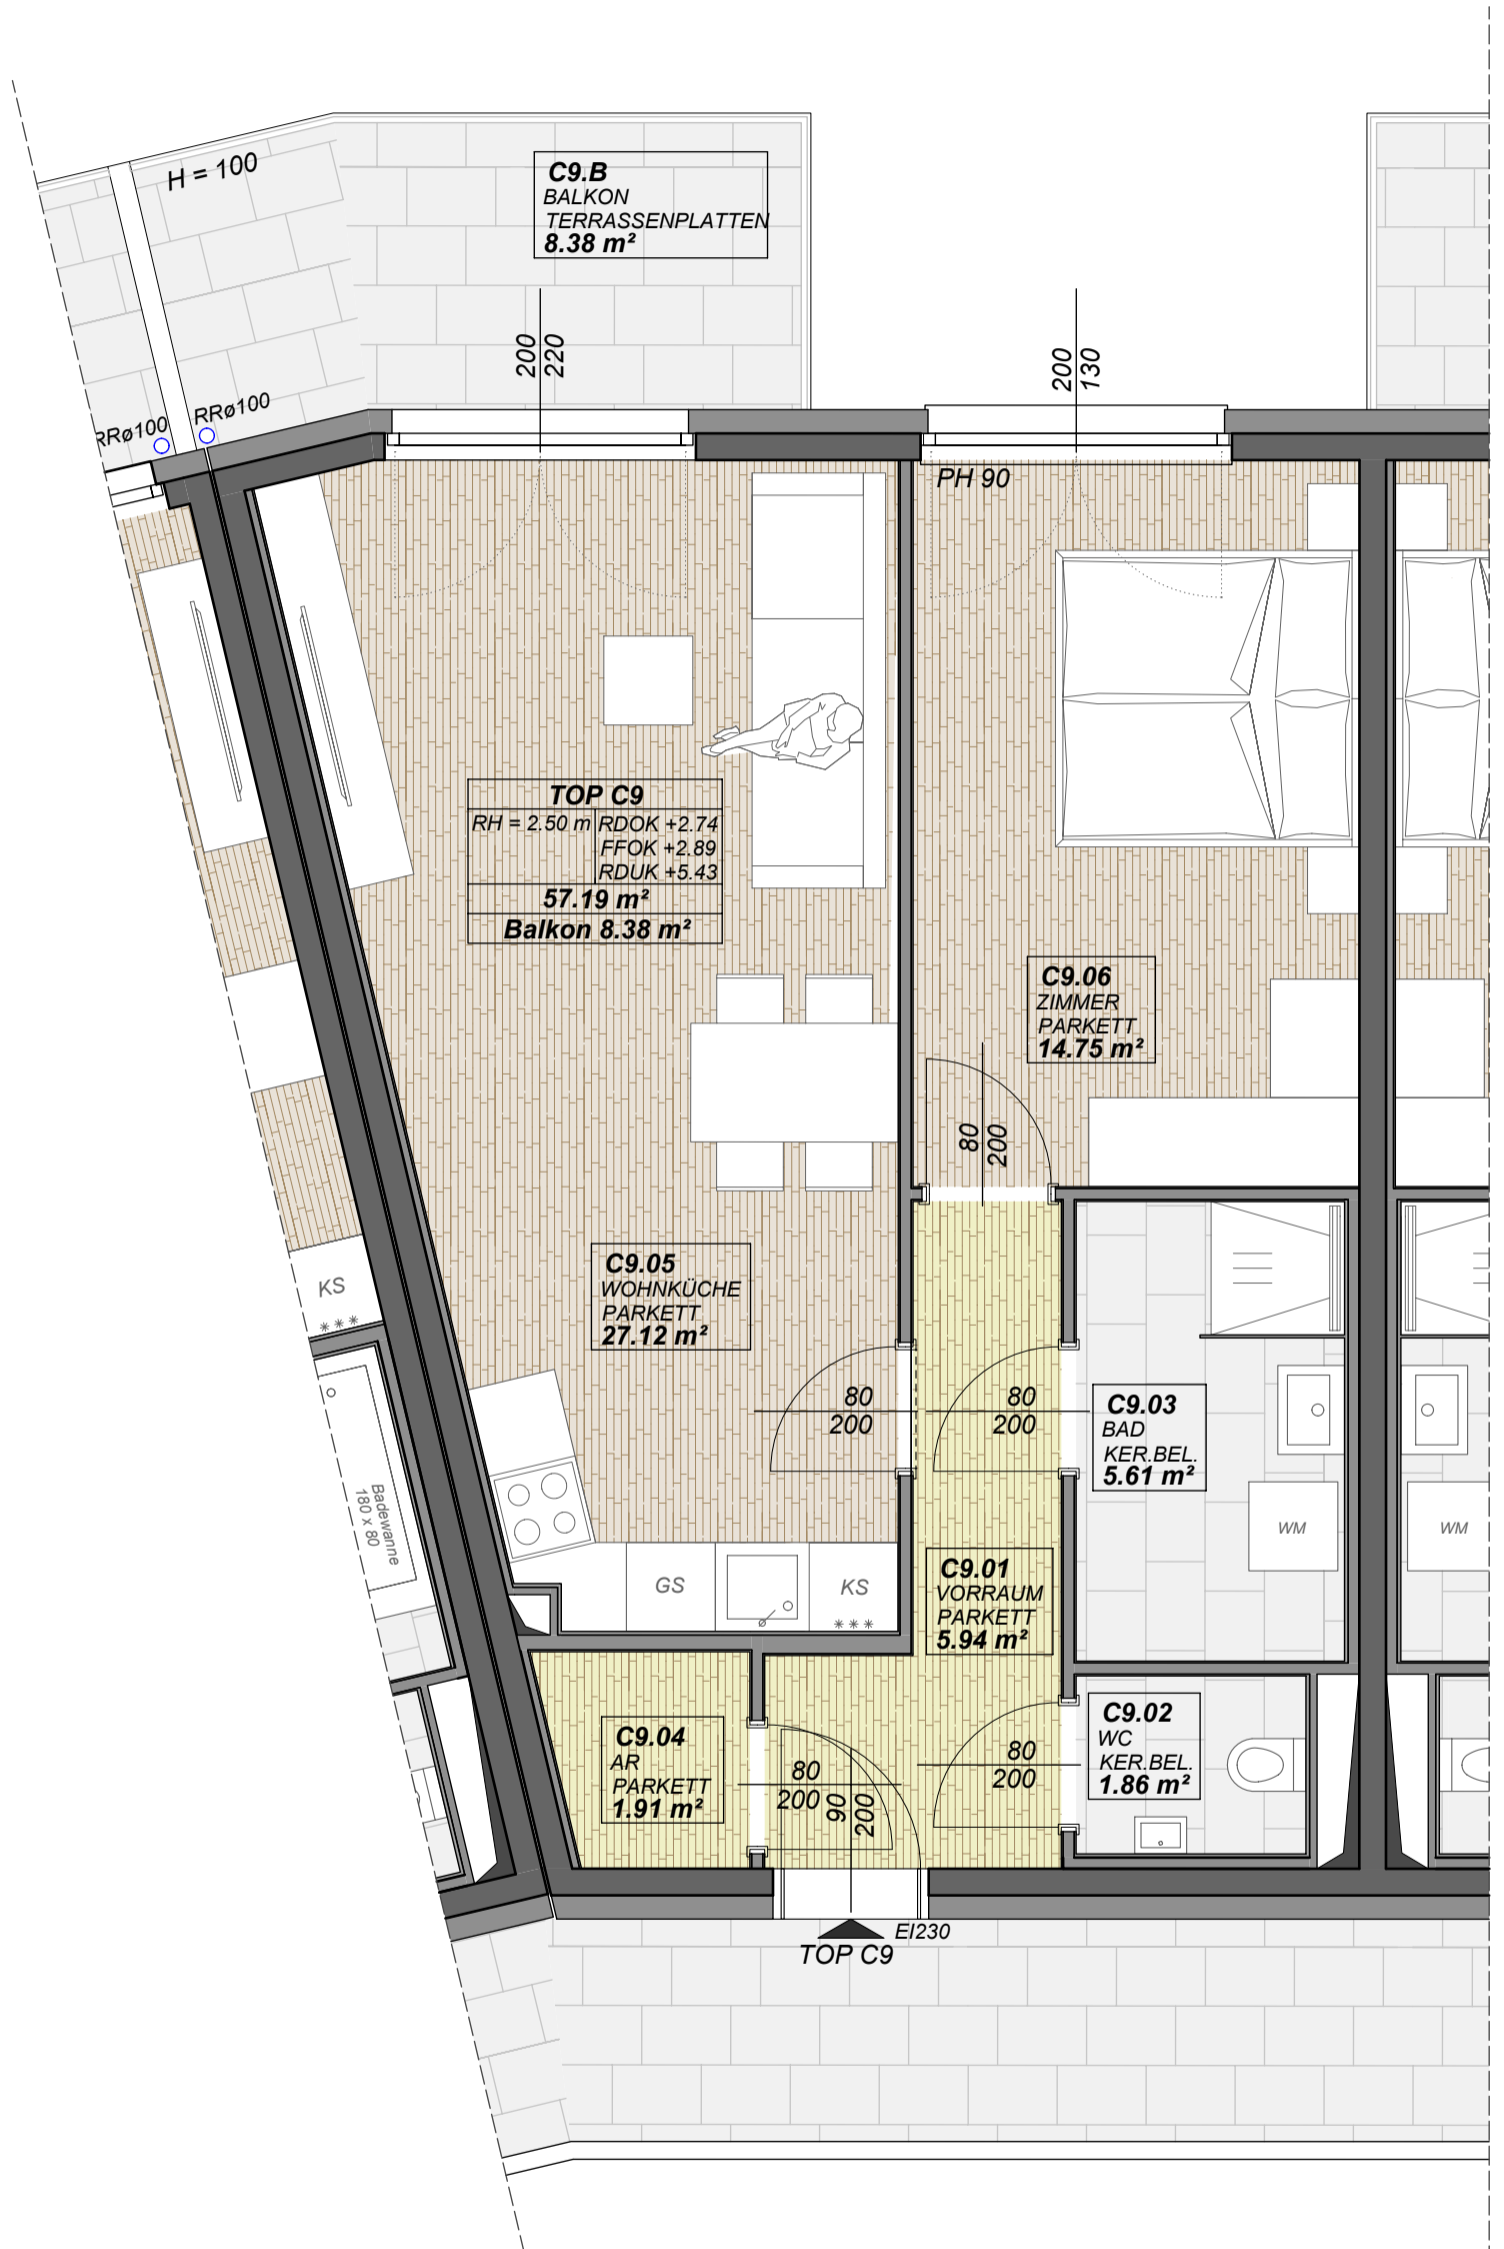 H = 100
C9.B
BALKON
TERRASSENPLATTEN
8.38 m²
200
220
200
130
RRø100
RRø100
PH 90
TOP C9
RH = 2.50 m
RDOK +2.74
FFOK +2.89
RDUK +5.43
57.19 m²
Balkon 8.38 m²
C9.06
ZIMMER
PARKETT
14.75 m²
80
200
C9.05
WOHNKÜCHE
PARKETT
27.12 m²
KS
80
200
80
200
C9.03
BAD
KER.BEL.
5.61 m²
Badewanne
180 x 80
WM
WM
GS
KS
C9.01
VORRAUM
PARKETT
5.94 m²
C9.04
AR
PARKETT
1.91 m²
80
200
90
200
80
200
C9.02
WC
KER.BEL.
1.86 m²
EI230
TOP C9